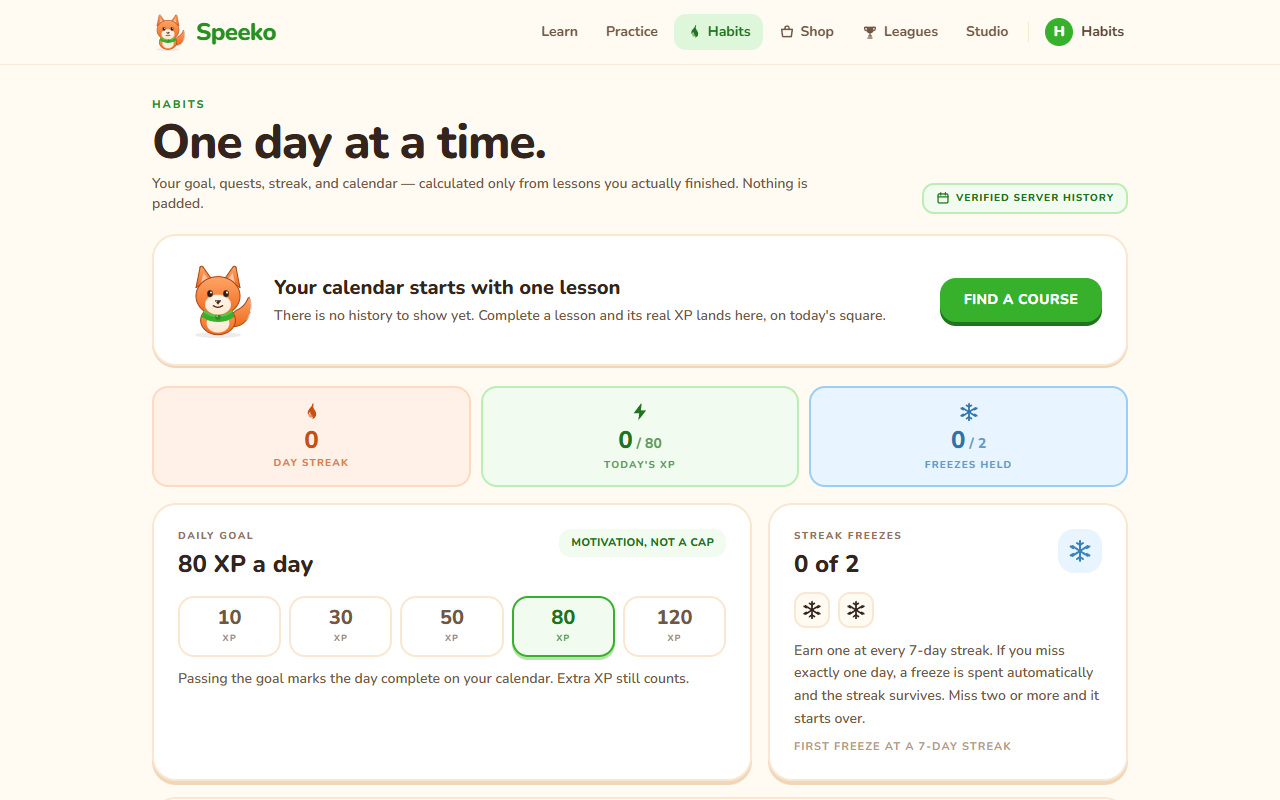 Speeko
Learn
Practice
Habits
Shop
Leagues
Studio
H
Habits
HABITS
One day at a time.
Your goal, quests, streak, and calendar — calculated only from lessons you actually finished. Nothing is
padded.
VERIFIED SERVER HISTORY
Your calendar starts with one lesson
There is no history to show yet. Complete a lesson and its real XP lands here, on today's square.
FIND A COURSE
0
DAY STREAK
0 / 80
TODAY'S XP
0 / 2
FREEZES HELD
DAILY GOAL
80 XP a day
MOTIVATION, NOT A CAP
10
XP
30
XP
50
XP
80
XP
120
XP
Passing the goal marks the day complete on your calendar. Extra XP still counts.
STREAK FREEZES
0 of 2
Earn one at every 7-day streak. If you miss
exactly one day, a freeze is spent automatically
and the streak survives. Miss two or more and it
starts over.
FIRST FREEZE AT A 7-DAY STREAK